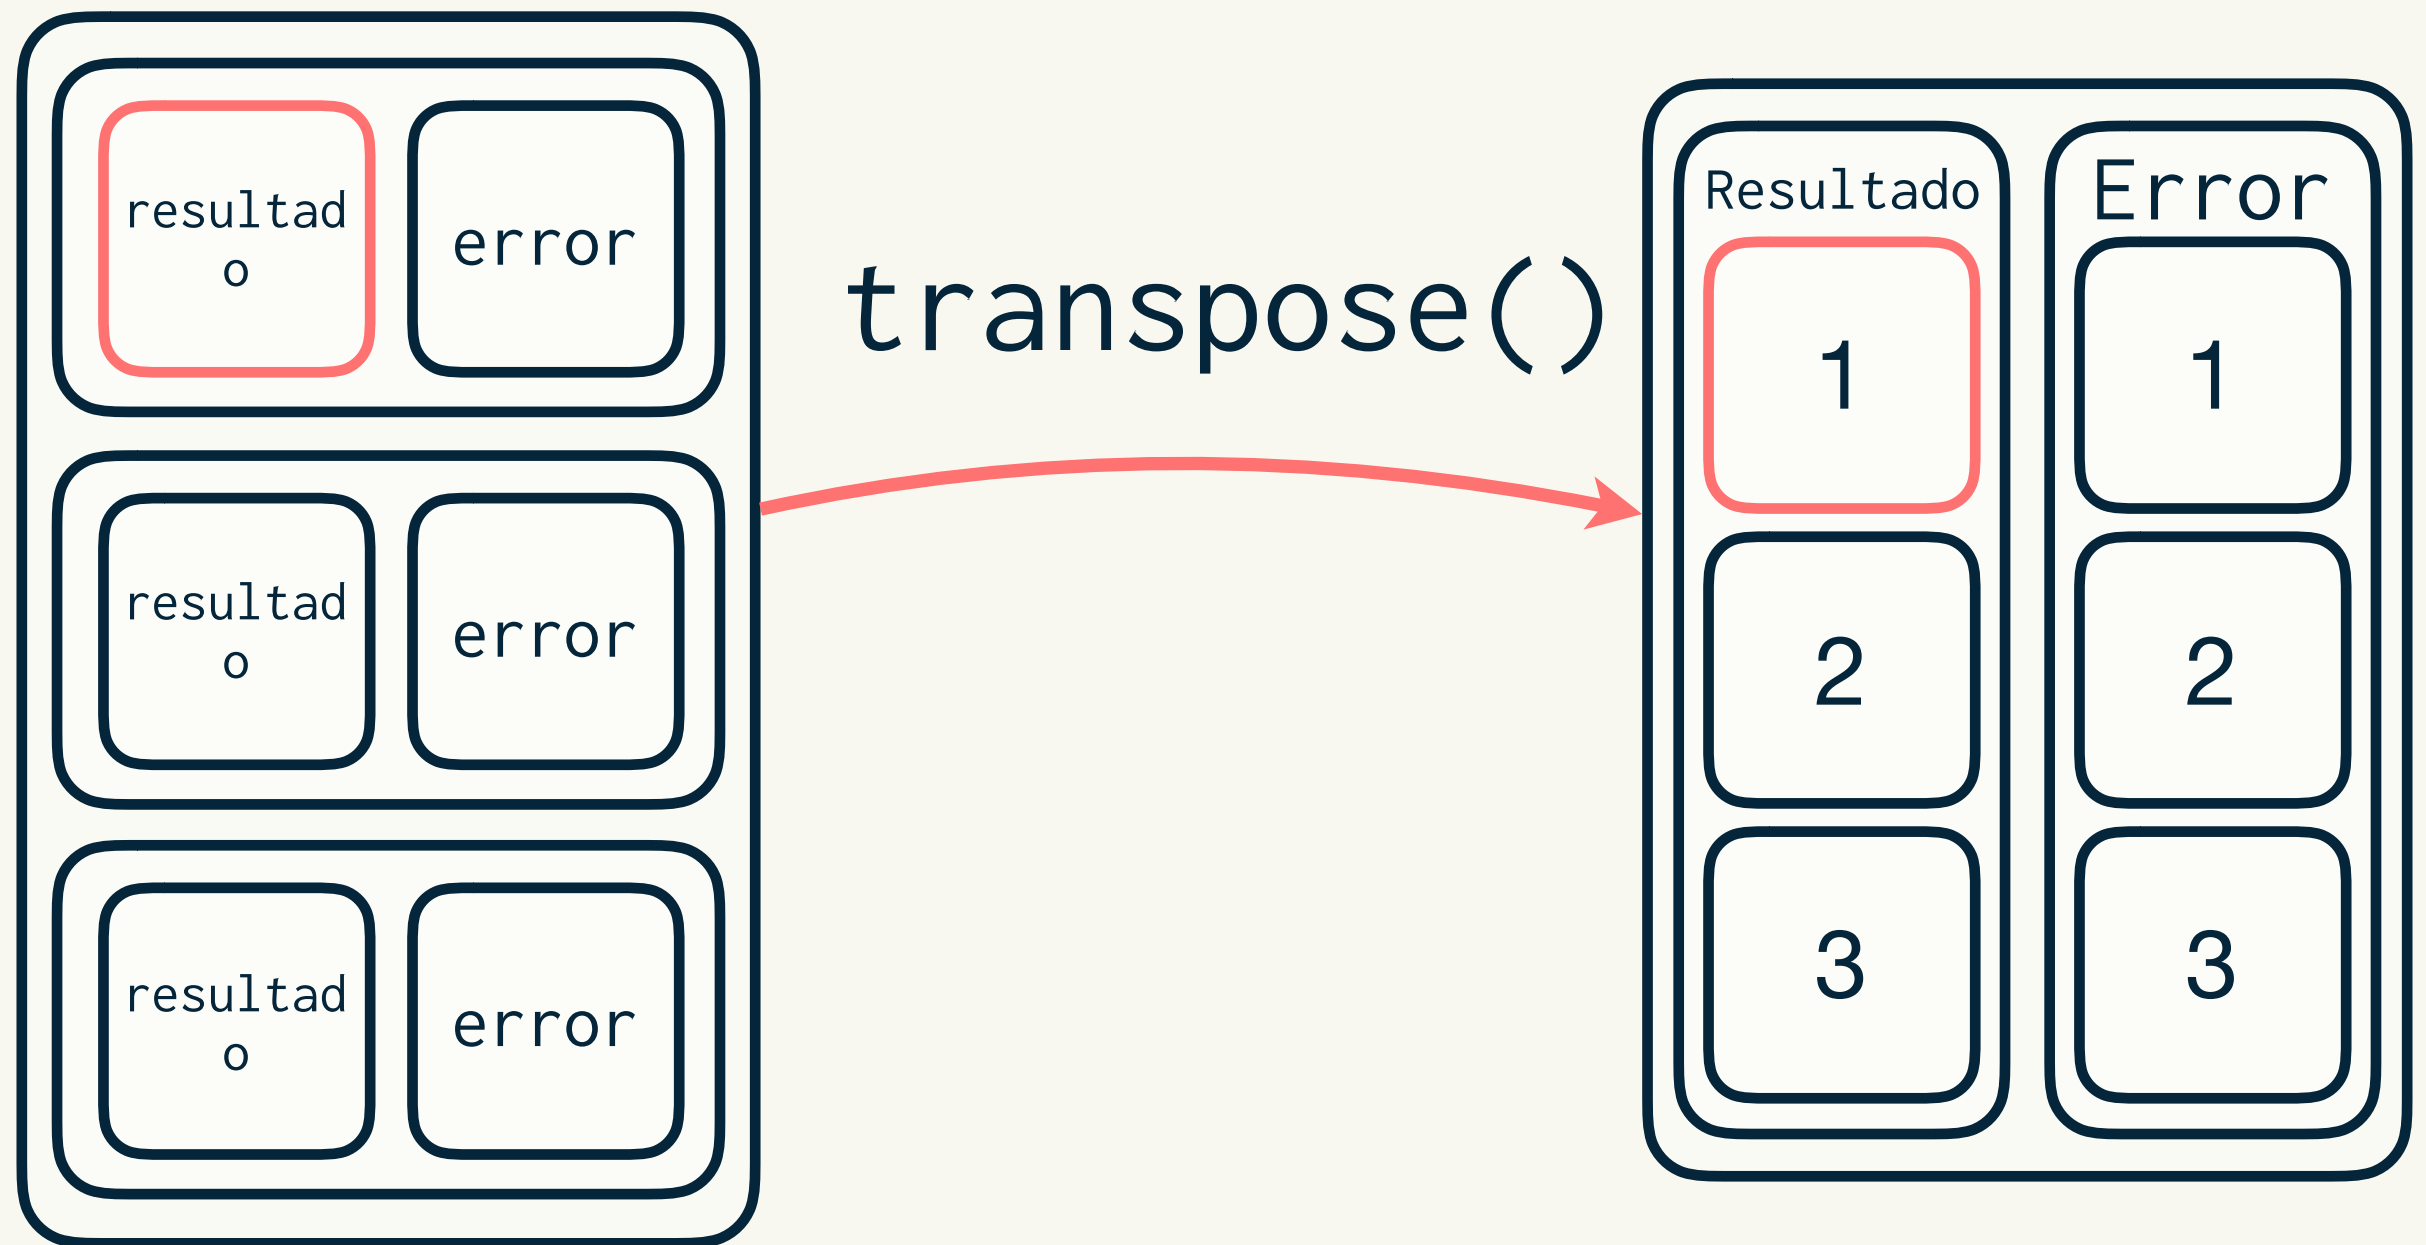 resultad
o
error
resultad
o
error
resultad
o
error
transpose()
Resultado
1
2
3
Error
1
2
3